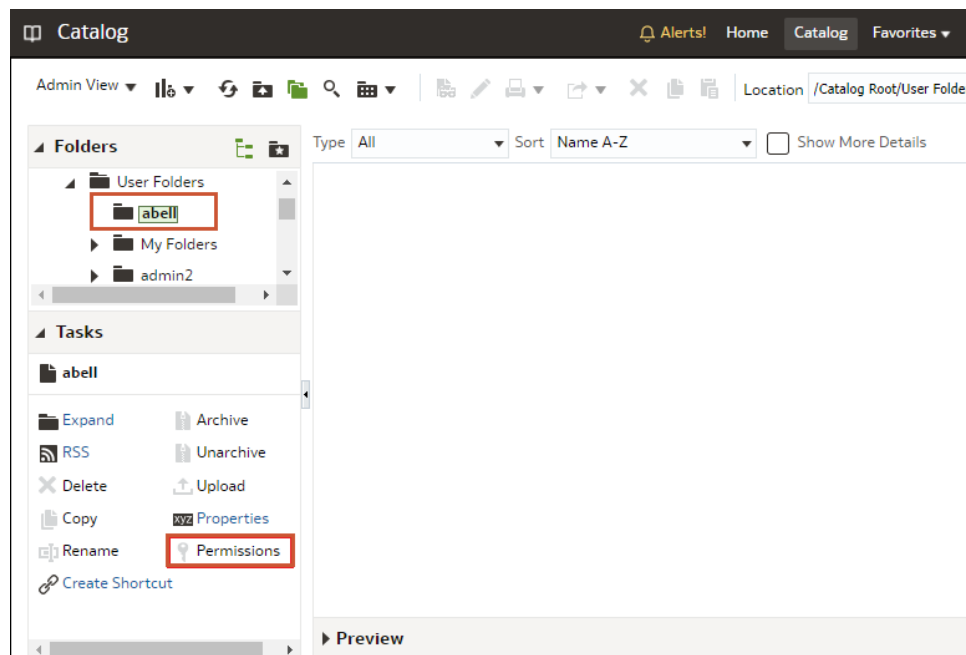 Catalog
Alerts! Home Catalog Favorites
Admin View
Location /Catalog Root/User Folde
Folders
Type All Sort Name A-Z Show More Details
User Folders
abell
My Folders
admin2
Tasks
abell
Expand Archive
RSS Unarchive
Delete Upload
Copy xyz Properties
Rename Permissions
Create Shortcut
Preview